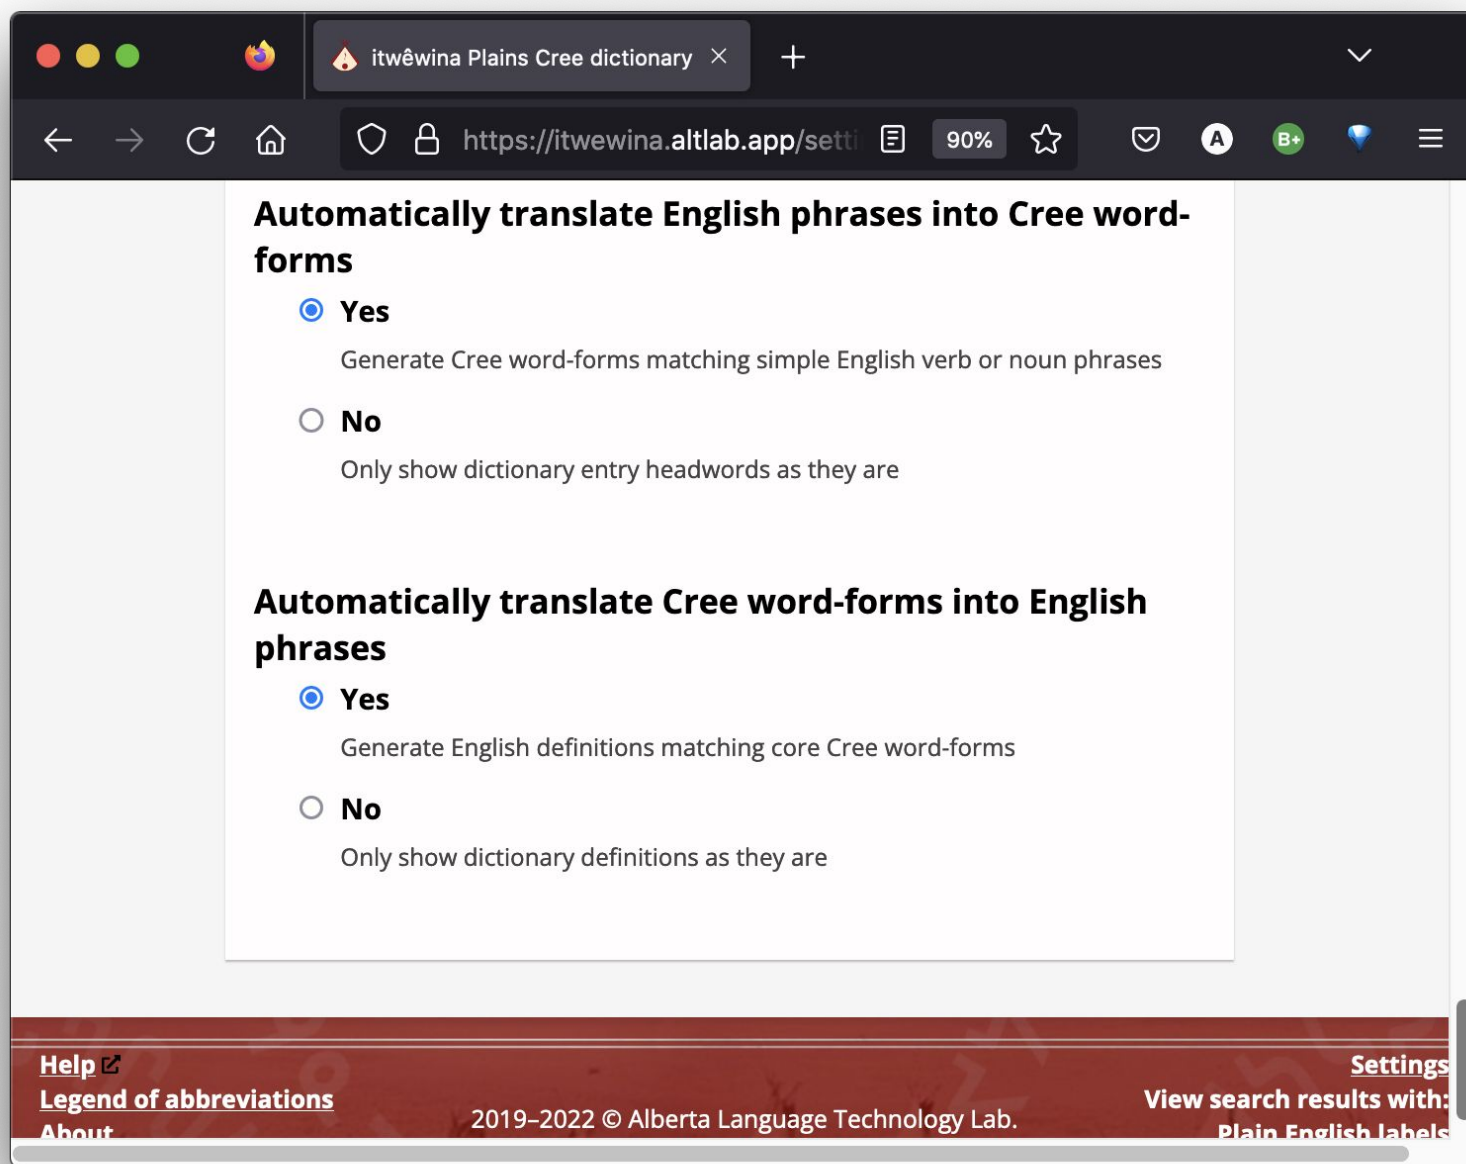 itwêwina Plains Cree dictionary
https://itwewina.altlab.app/setti
90%
A
B+
Automatically translate English phrases into Cree word-
forms
Yes
Generate Cree word-forms matching simple English verb or noun phrases
No
Only show dictionary entry headwords as they are
Automatically translate Cree word-forms into English
phrases
Yes
Generate English definitions matching core Cree word-forms
No
Only show dictionary definitions as they are
Help
Legend of abbreviations
About
2019–2022 © Alberta Language Technology Lab.
Settings
View search results with:
Plain English labels